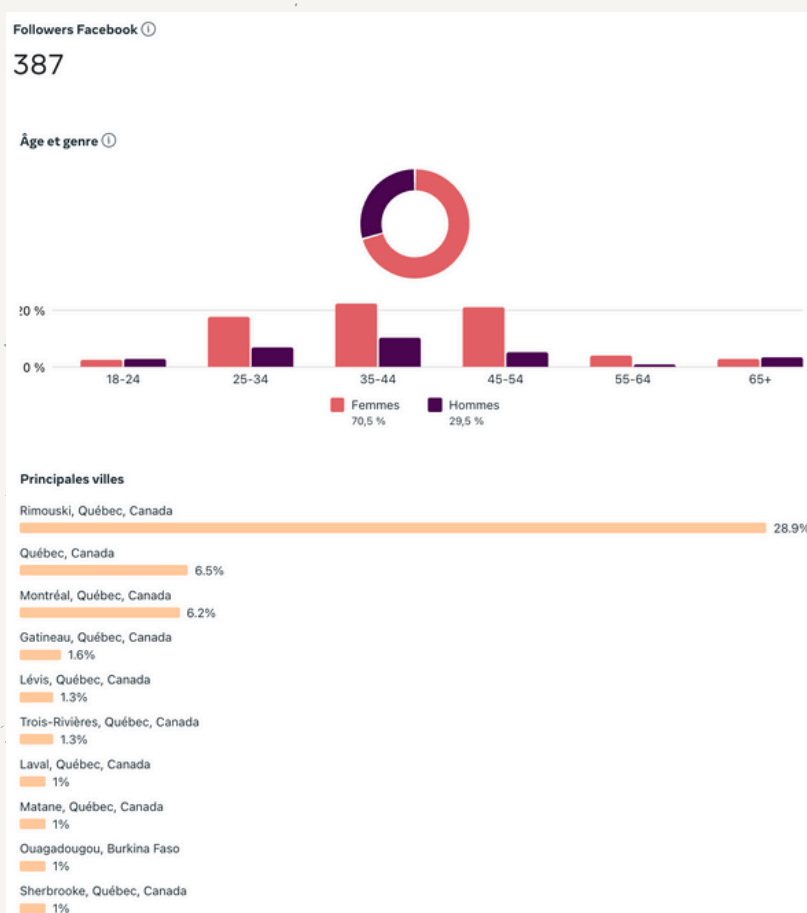 Followers Facebook
387
Âge et genre
20 %
0 %
18-24 25-34 35-44 45-54 55-64 65+
Femmes Hommes
70,5 % 29,5 %
Principales villes
Rimouski, Québec, Canada
28.9%
Québec, Canada
6.5%
Montréal, Québec, Canada
6.2%
Gatineau, Québec, Canada
1.6%
Lévis, Québec, Canada
1.3%
Trois-Rivières, Québec, Canada
1.3%
Laval, Québec, Canada
1%
Matane, Québec, Canada
1%
Ouagadougou, Burkina Faso
1%
Sherbrooke, Québec, Canada
1%